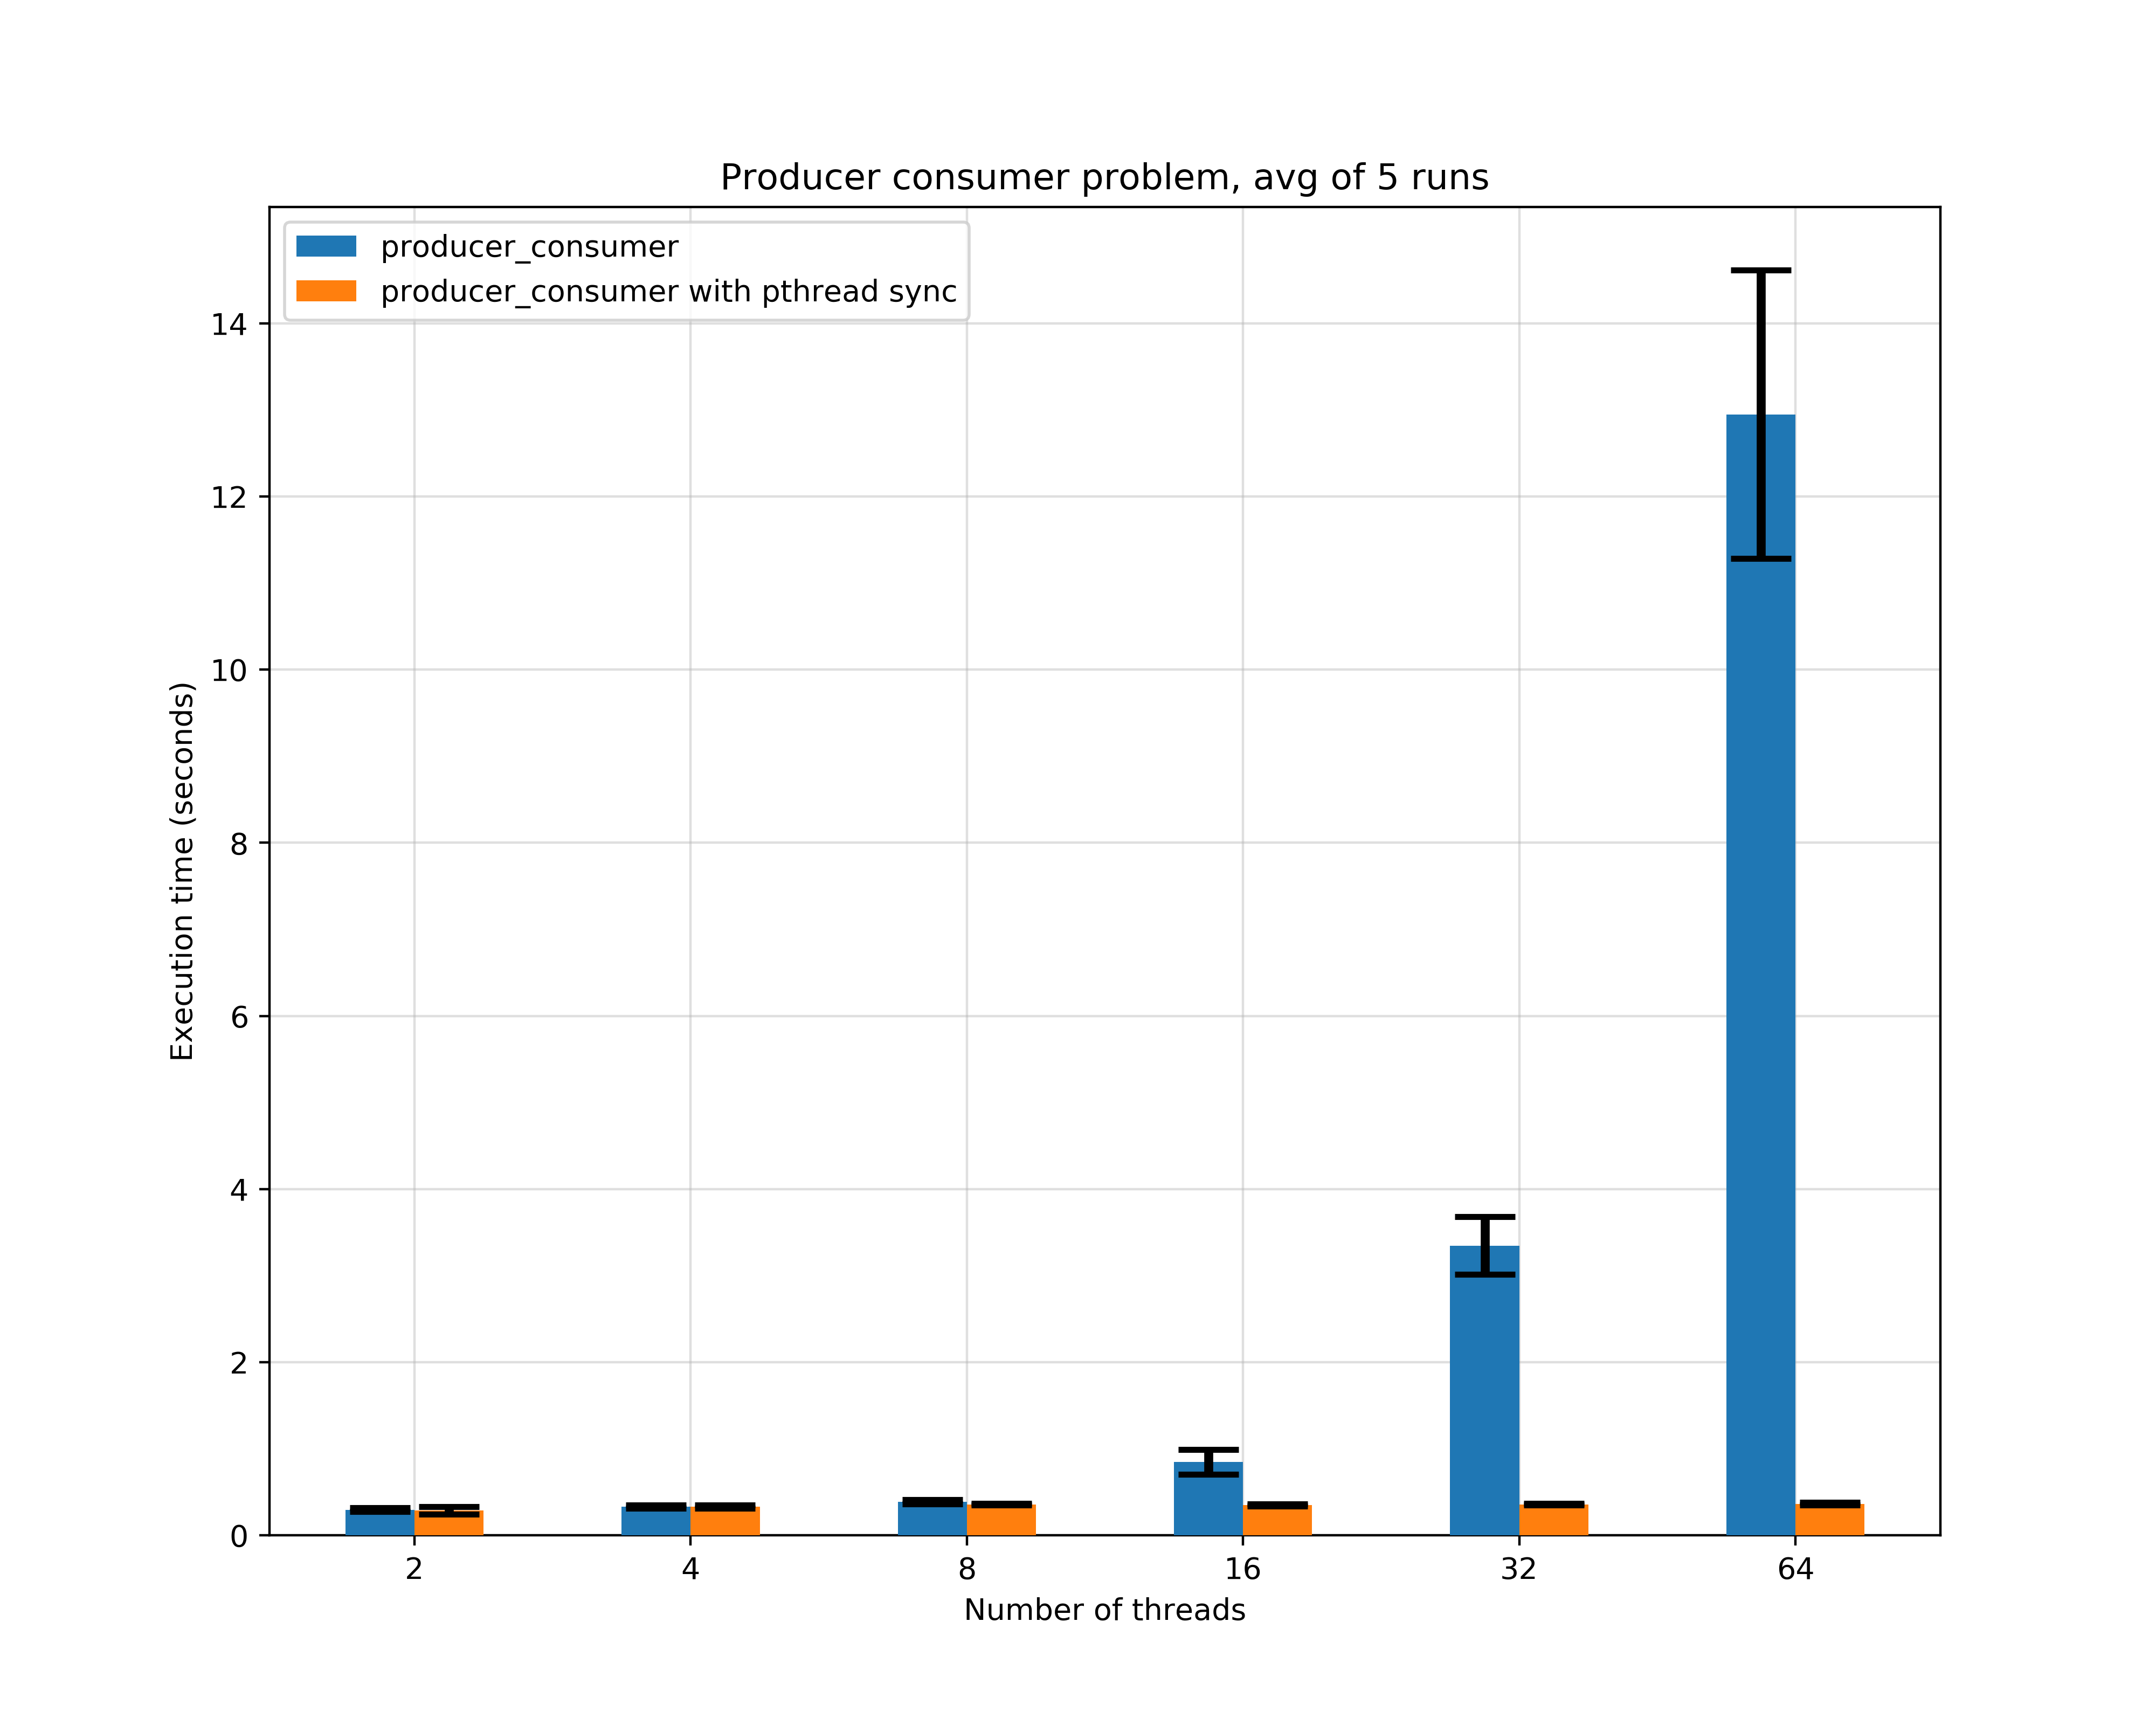 Producer consumer problem, avg of 5 runs
producer_consumer
producer_consumer with pthread sync
Execution time (seconds)
14
12
10
8
6
4
2
0
2 4 8 16 32 64
Number of threads